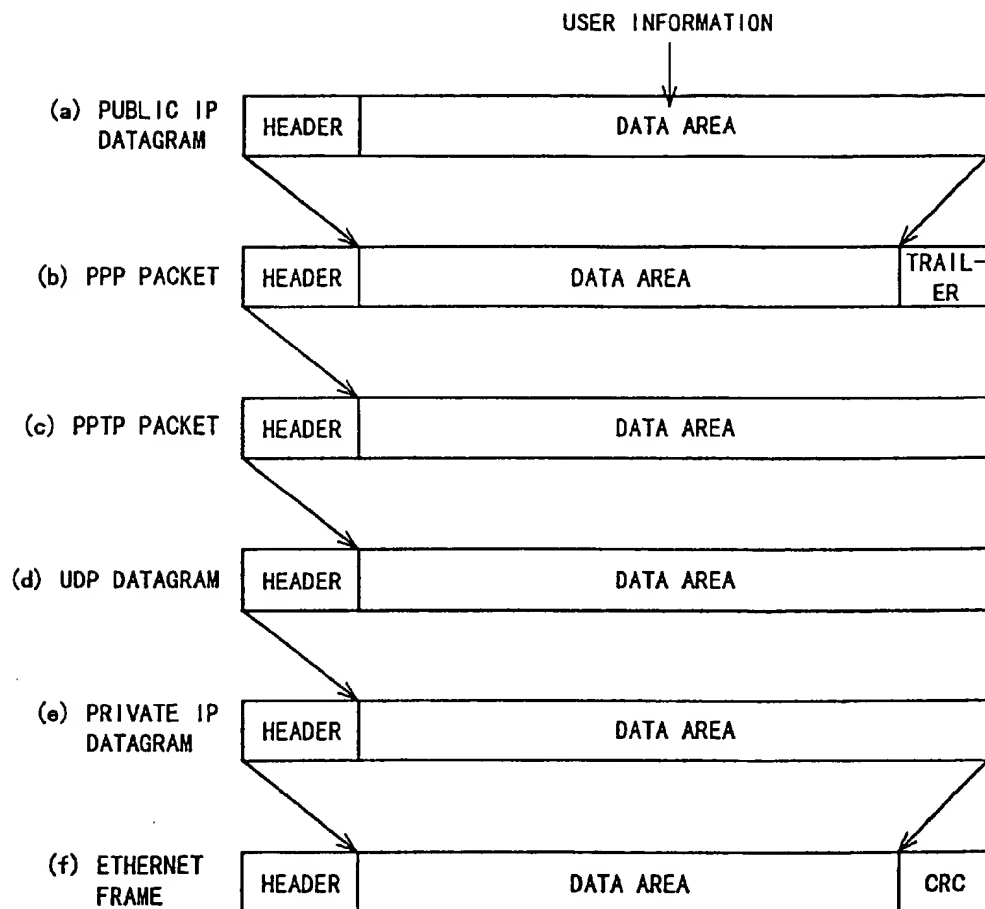 USER INFORMATION
(a) PUBLIC IP
DATAGRAM
HEADER
DATA AREA
(b) PPP PACKET
HEADER
DATA AREA
TRAIL-
ER
(c) PPTP PACKET
HEADER
DATA AREA
(d) UDP DATAGRAM
HEADER
DATA AREA
(e) PRIVATE IP
DATAGRAM
HEADER
DATA AREA
(f) ETHERNET
FRAME
HEADER
DATA AREA
CRC